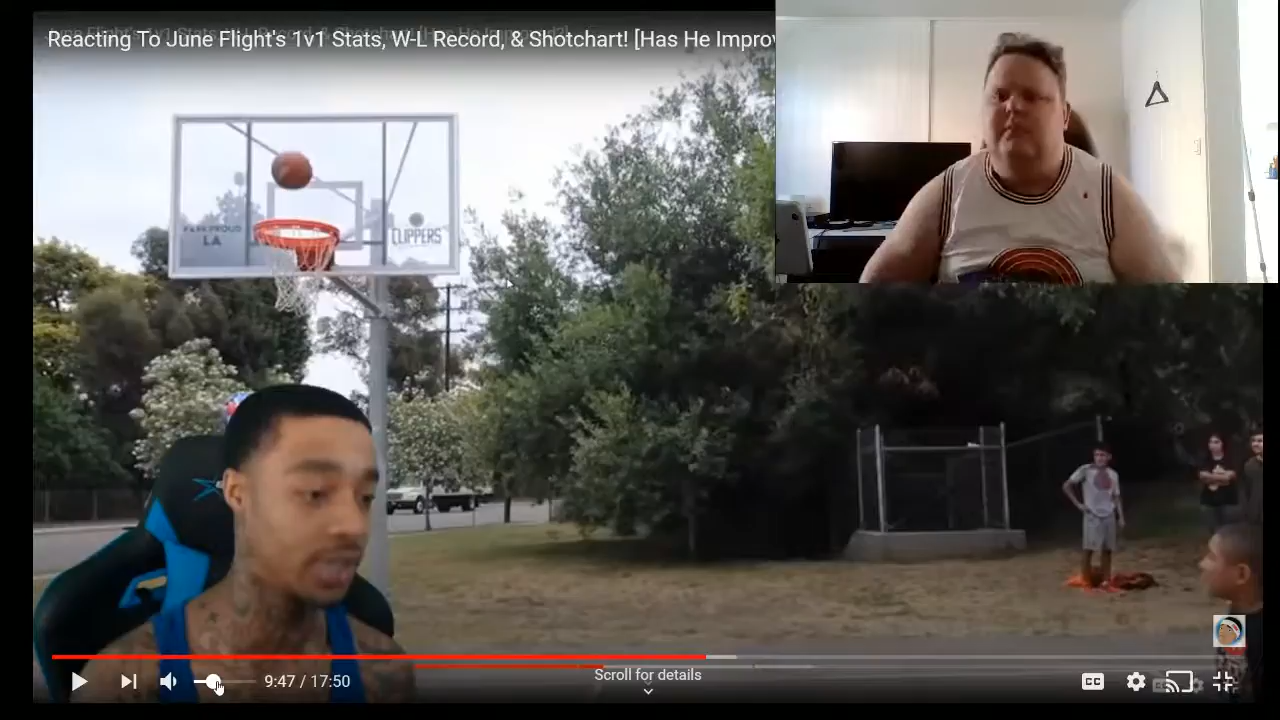 Reacting To June Flight's 1v1 Stats, W-L Record, & Shotchart! [Has He Improv
LA
CLIPPERS
9:47 / 17:50
Scroll for details
CC